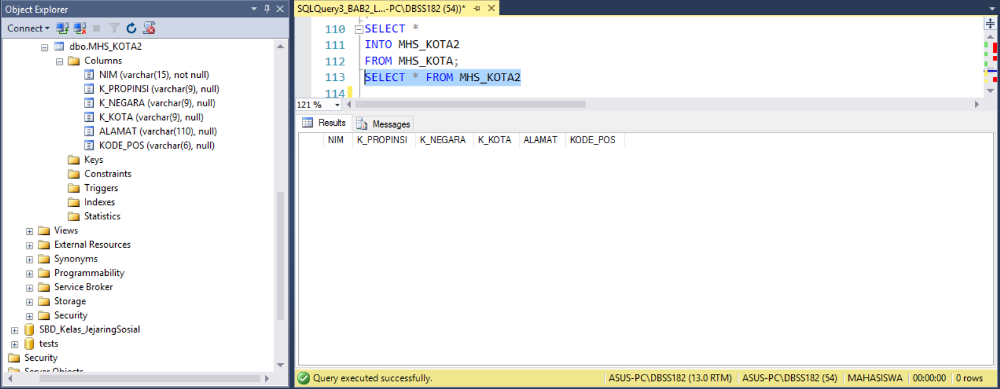 Object Explorer
Connect
dbo.MHS_KOTA2
Columns
NIM (varchar(15), not null)
K_PROPINSI (varchar(9), null)
K_NEGARA (varchar(9), null)
K_KOTA (varchar(9), null)
ALAMAT (varchar(110), null)
KODE_POS (varchar(6), null)
Keys
Constraints
Triggers
Indexes
Statistics
Views
External Resources
Synonyms
Programmability
Service Broker
Storage
Security
SBD_Kelas_JejaringSosial
tests
Security
Server Objects
SQLQuery3_BAB2_L...-PC\DBSS182 (54))*
110 SELECT *
111 INTO MHS_KOTA2
112 FROM MHS_KOTA;
113 SELECT * FROM MHS_KOTA2
114
121 %
Results Messages
NIM K_PROPINSI K_NEGARA K_KOTA ALAMAT KODE_POS
Query executed successfully. ASUS-PC\DBSS182 (13.0 RTM) ASUS-PC\DBSS182 (54) MAHASISWA 00:00:00 0 rows